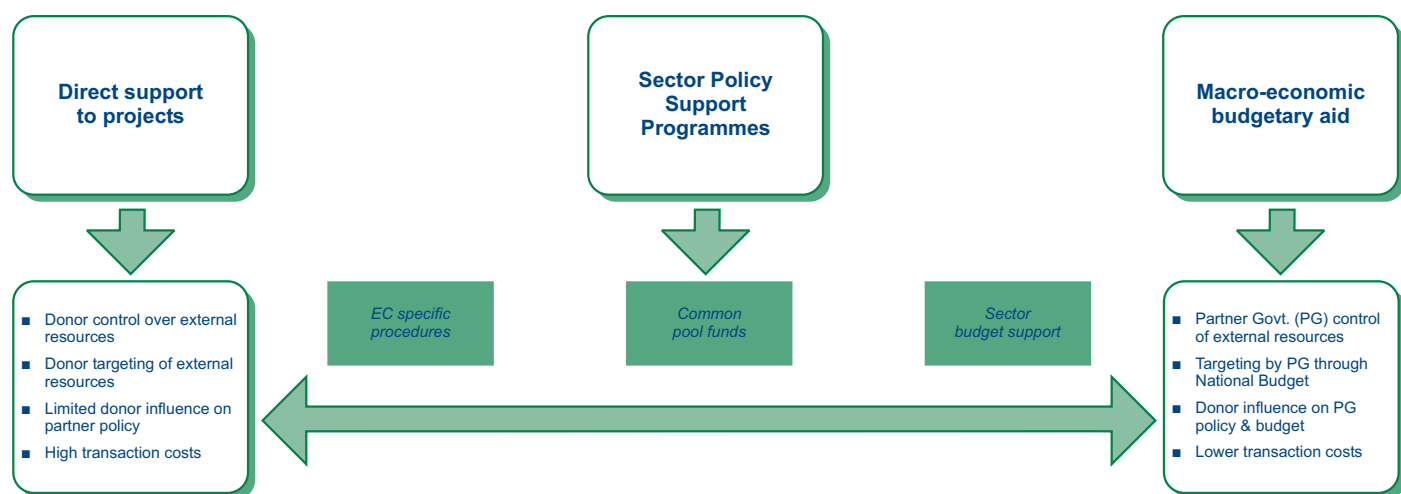 Direct support
to projects
Sector Policy
Support
Programmes
Macro-economic
budgetary aid
■ Donor control over external
resources
■ Donor targeting of external
resources
■ Limited donor influence on
partner policy
■ High transaction costs
EC specific
procedures
Common
pool funds
Sector
budget support
■ Partner Govt. (PG) control
of external resources
■ Targeting by PG through
National Budget
■ Donor influence on PG
policy & budget
■ Lower transaction costs